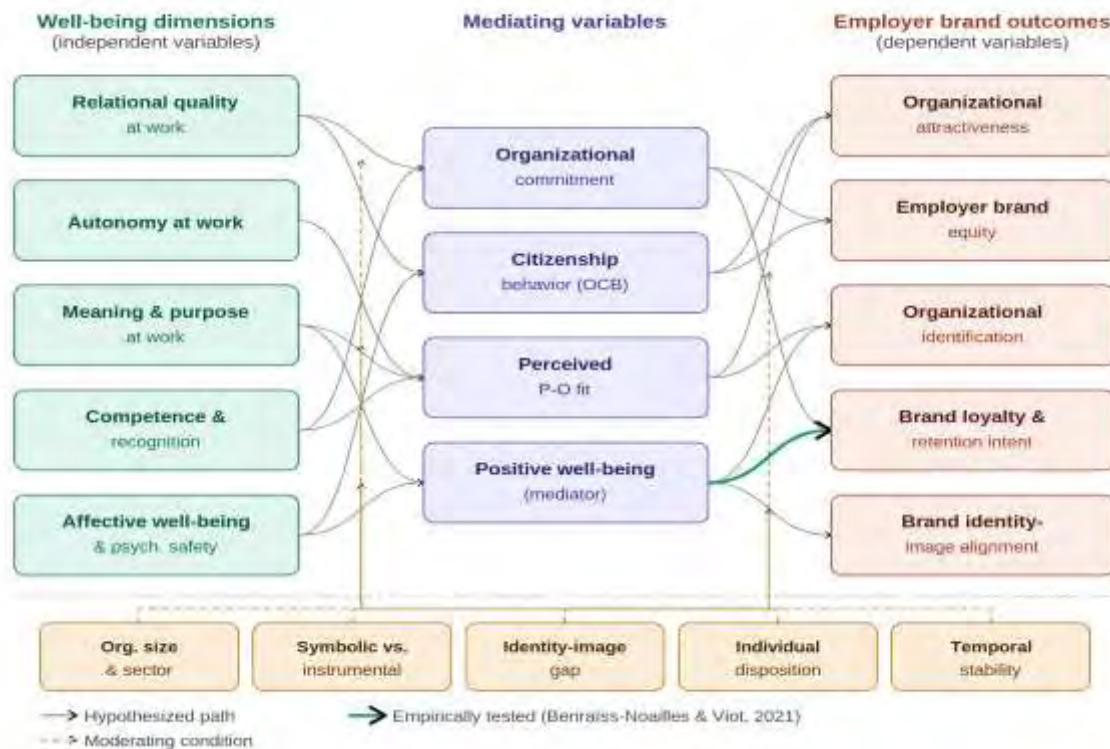 Well-being dimensions
(independent variables)
Mediating variables
Employer brand outcomes
(dependent variables)
Relational quality
at work
Autonomy at work
Meaning & purpose
at work
Competence &
recognition
Affective well-being
& psych. safety
Organizational
commitment
Citizenship
behavior (OCB)
Perceived
P-O fit
Positive well-being
(mediator)
Organizational
attractiveness
Employer brand
equity
Organizational
identification
Brand loyalty &
retention intent
Brand identity-
image alignment
Org. size
& sector
Symbolic vs.
instrumental
Identity-image
gap
Individual
disposition
Temporal
stability
Hypothesized path
Empirically tested (Benraiss-Noailles & Viot, 2021)
Moderating condition